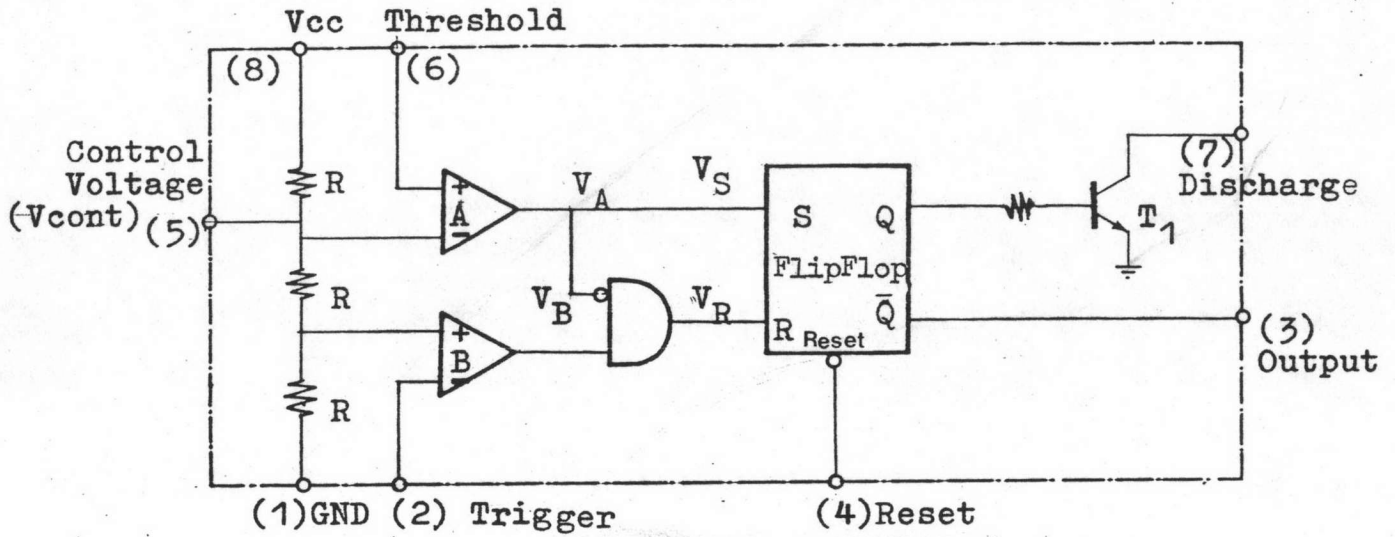 Vcc Threshold
(8) (6)
Control
Voltage
(Vcont) (5)
R
R
R
+
A
-
+
B
-
V_A
V_B
V_S
V_R
S Q
FlipFlop
R Q̄
Reset
T1
(7)
Discharge
(3)
Output
(1)GND (2) Trigger (4)Reset